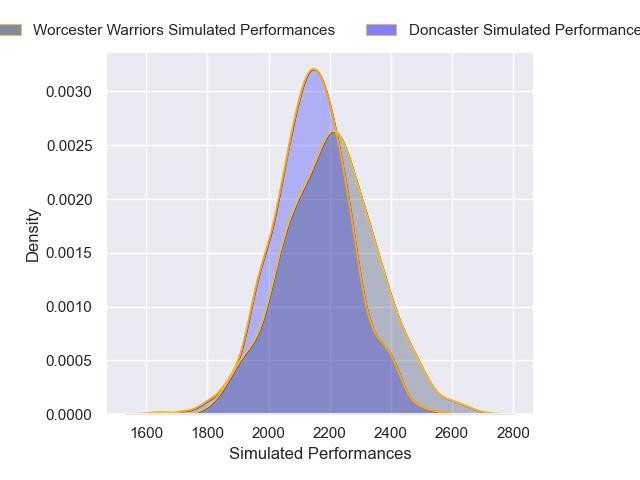 Worcester Warriors Simulated Performances
Doncaster Simulated Performance
0.0030
0.0025
0.0020
0.0015
0.0010
0.0005
0.0000
Density
1600 1800 2000 2200 2400 2600 2800
Simulated Performances